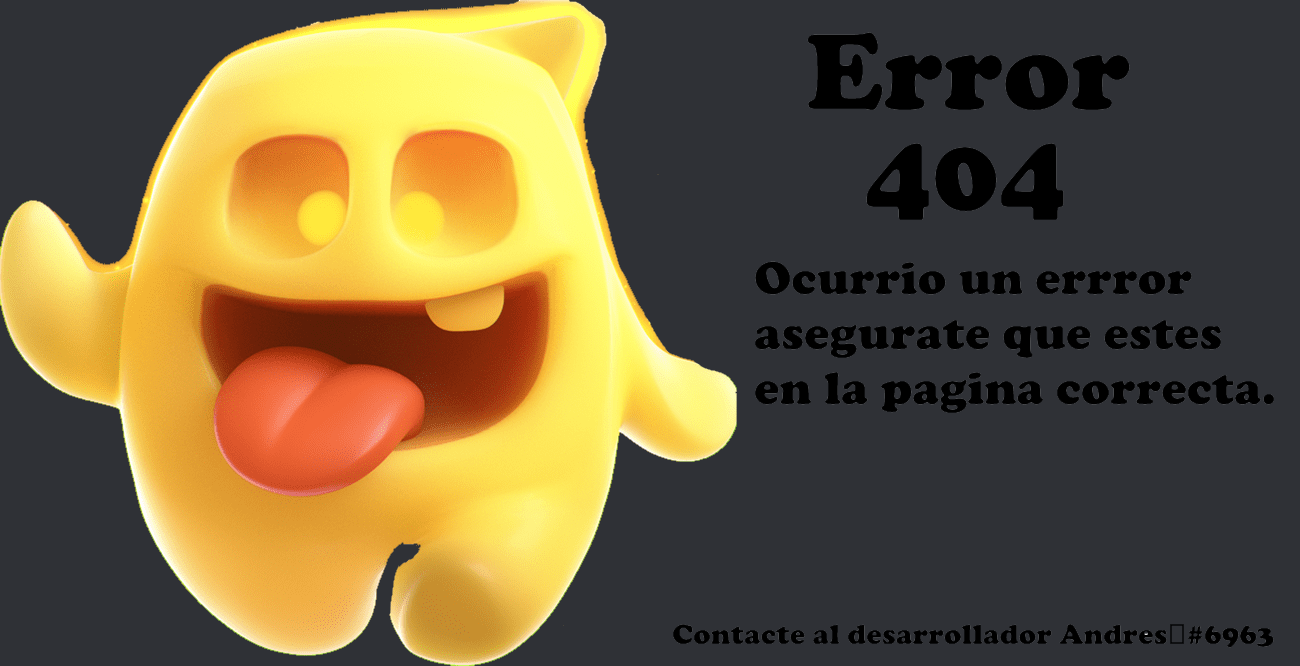 Error
404
Ocurrio un errror
asegurate que estes
en la pagina correcta.
Contacte al desarrollador Andres□#6963